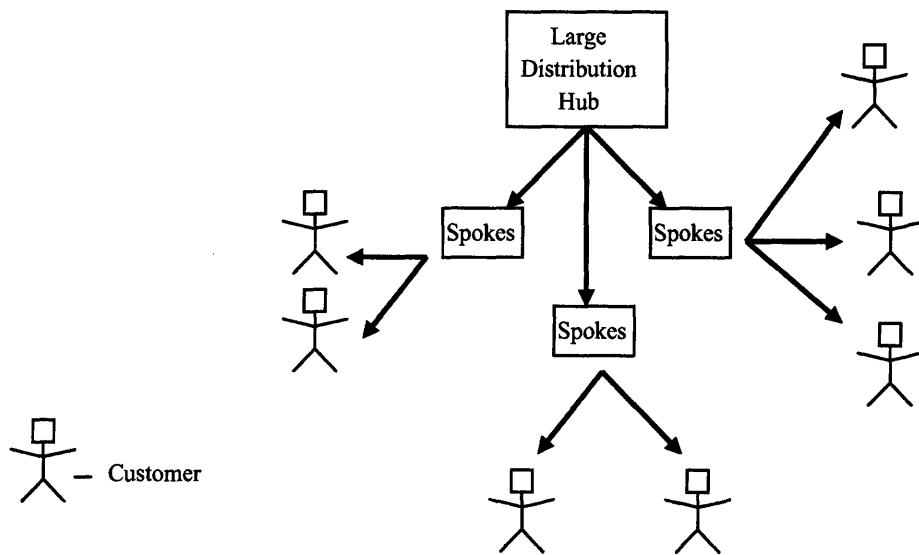 Large
Distribution
Hub
Spokes
Spokes
Spokes
– Customer